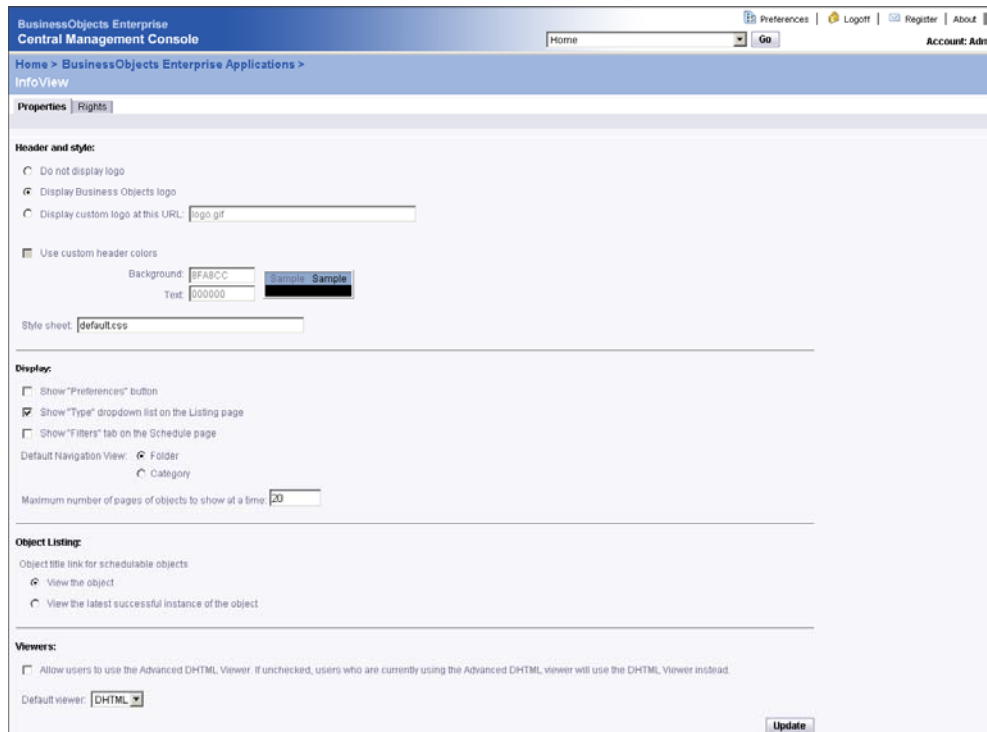 BusinessObjects Enterprise
Central Management Console
Preferences | Logoff | Register | About
Home Go Account: Adm
Home > BusinessObjects Enterprise Applications >
InfoView
Properties Rights
Header and style:
Do not display logo
Display Business Objects logo
Display custom logo at this URL: logo.gif
Use custom header colors
Background: 8FA8CC Sample Sample
Text: 000000
Style sheet: default.css
Display:
Show "Preferences" button
Show "Type" dropdown list on the Listing page
Show "Filters" tab on the Schedule page
Default Navigation View: Folder
Category
Maximum number of pages of objects to show at a time: 20
Object Listing:
Object title link for schedulable objects
View the object
View the latest successful instance of the object
Viewers:
Allow users to use the Advanced DHTML Viewer. If unchecked, users who are currently using the Advanced DHTML viewer will use the DHTML Viewer instead.
Default viewer: DHTML
Update